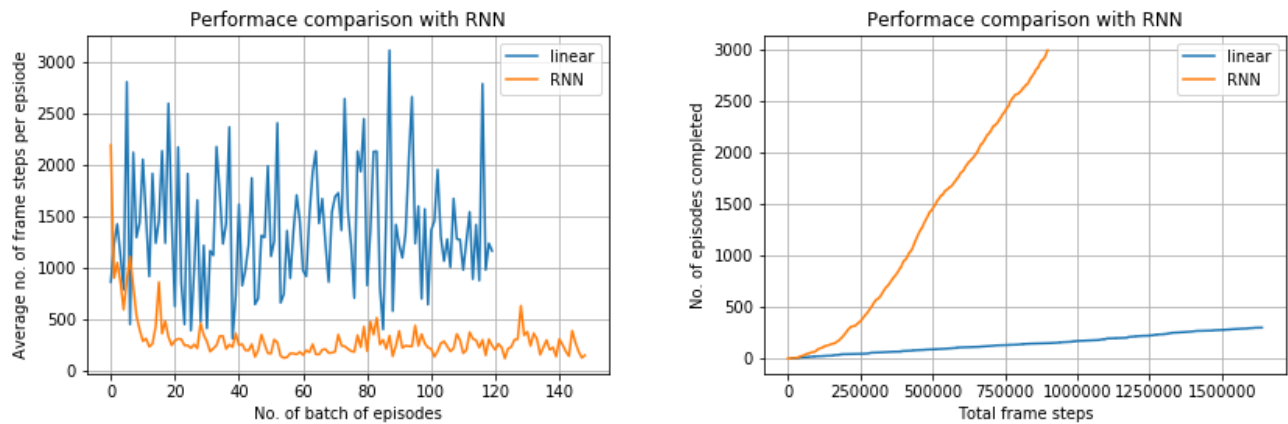 Performace comparison with RNN
linear
RNN
3000
2500
2000
1500
1000
500
0
Average no. of frame steps per epsiode
0 20 40 60 80 100 120 140
No. of batch of episodes
Performace comparison with RNN
linear
RNN
3000
2500
2000
1500
1000
500
0
No. of episodes completed
0 250000 500000 750000 1000000 1250000 1500000
Total frame steps